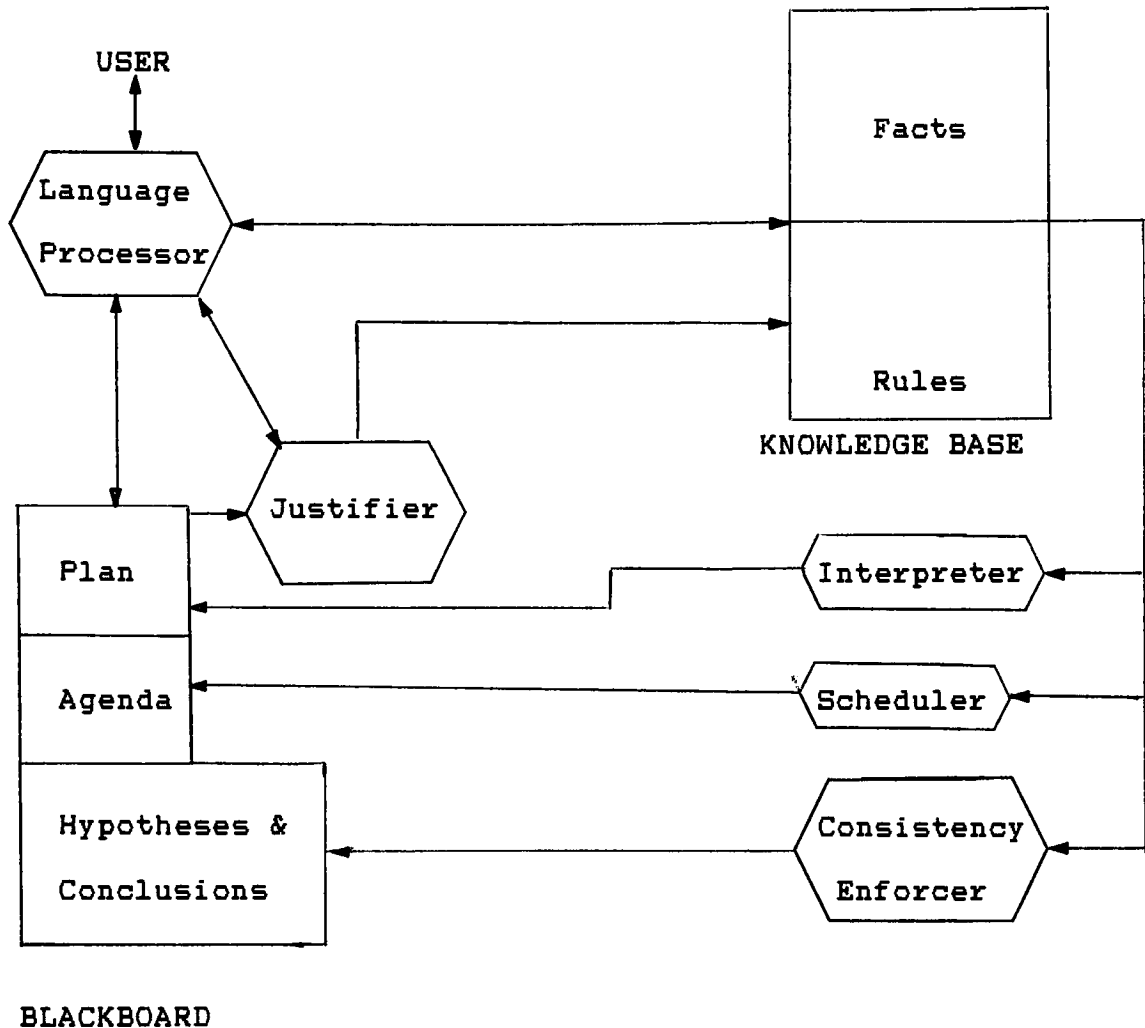 USER
Language
Processor
Facts
Rules
KNOWLEDGE BASE
Justifier
Plan
Interpreter
Agenda
Scheduler
Hypotheses &
Conclusions
Consistency
Enforcer
BLACKBOARD